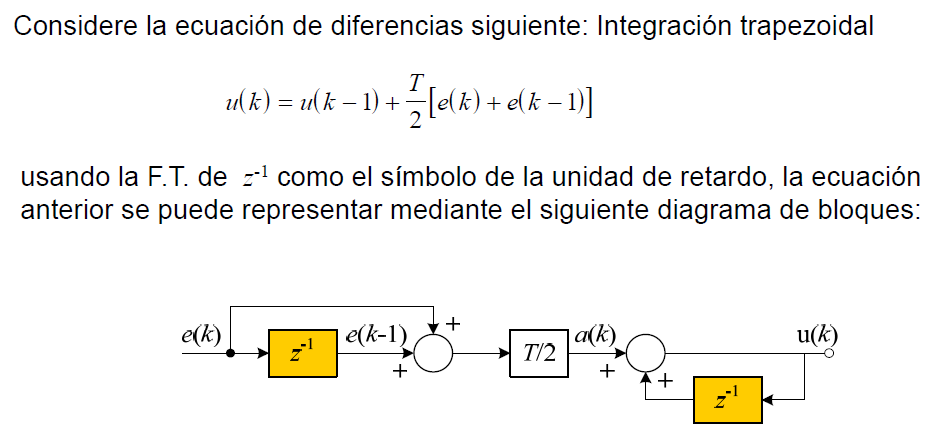 Considere la ecuación de diferencias siguiente: Integración trapezoidal
u(k) = u(k − 1) + T/2 [e(k) + e(k − 1)]
usando la F.T. de z⁻¹ como el símbolo de la unidad de retardo, la ecuación
anterior se puede representar mediante el siguiente diagrama de bloques:
e(k) z⁻¹ e(k-1) + + T/2 a(k) + + u(k)
z⁻¹